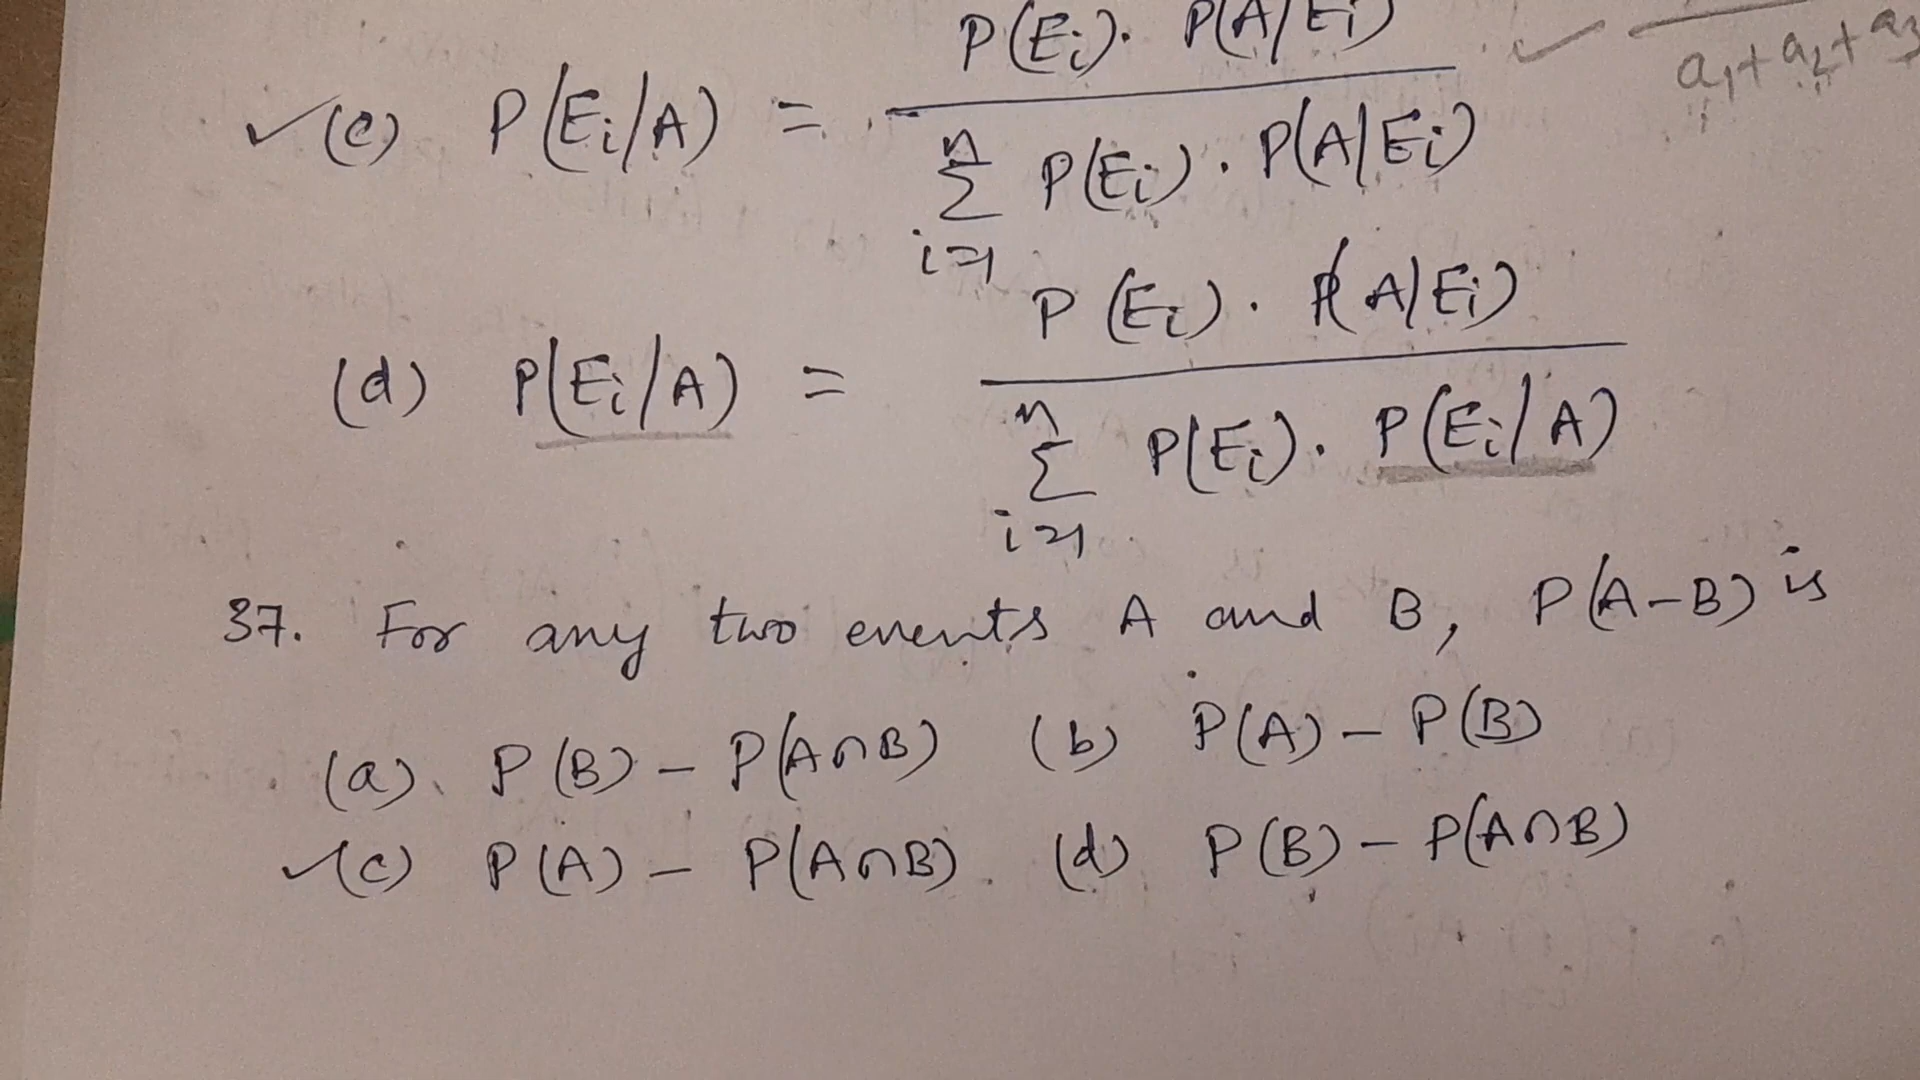 P(Ei). P(A/Ei)
✓(c) P(Ei/A) = ——— ✓ ———
a1+a2+a3
n
Σ P(Ei). P(A/Ei)
i=1
P(Ei). P(A/Ei)
(d) P(Ei/A) = ———
n
Σ P(Ei). P(Ei/A)
i=1
37. For any two events A and B, P(A-B) is
(a). P(B) - P(A∩B) (b) P(A) - P(B)
✓(c) P(A) - P(A∩B). (d) P(B) - P(A∩B)